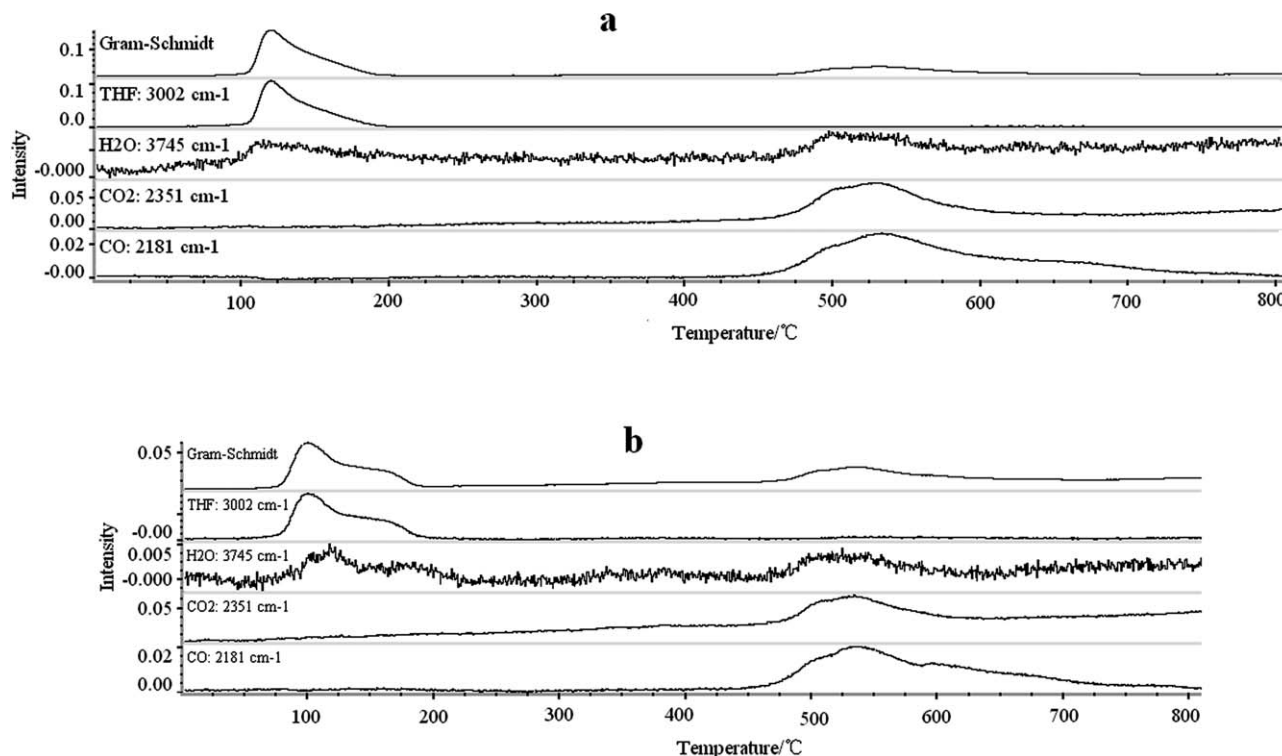 a
Gram-Schmidt
0.1
THF: 3002 cm-1
0.1
0.0
H2O: 3745 cm-1
-0.000
CO2: 2351 cm-1
0.05
0.00
CO: 2181 cm-1
0.02
-0.00
Intensity
100 200 300 400 500 600 700 800
Temperature/℃
b
Gram-Schmidt
0.05
THF: 3002 cm-1
-0.00
H2O: 3745 cm-1
0.005
-0.000
CO2: 2351 cm-1
0.05
CO: 2181 cm-1
0.02
0.00
Intensity
100 200 300 400 500 600 700 800
Temperature/℃